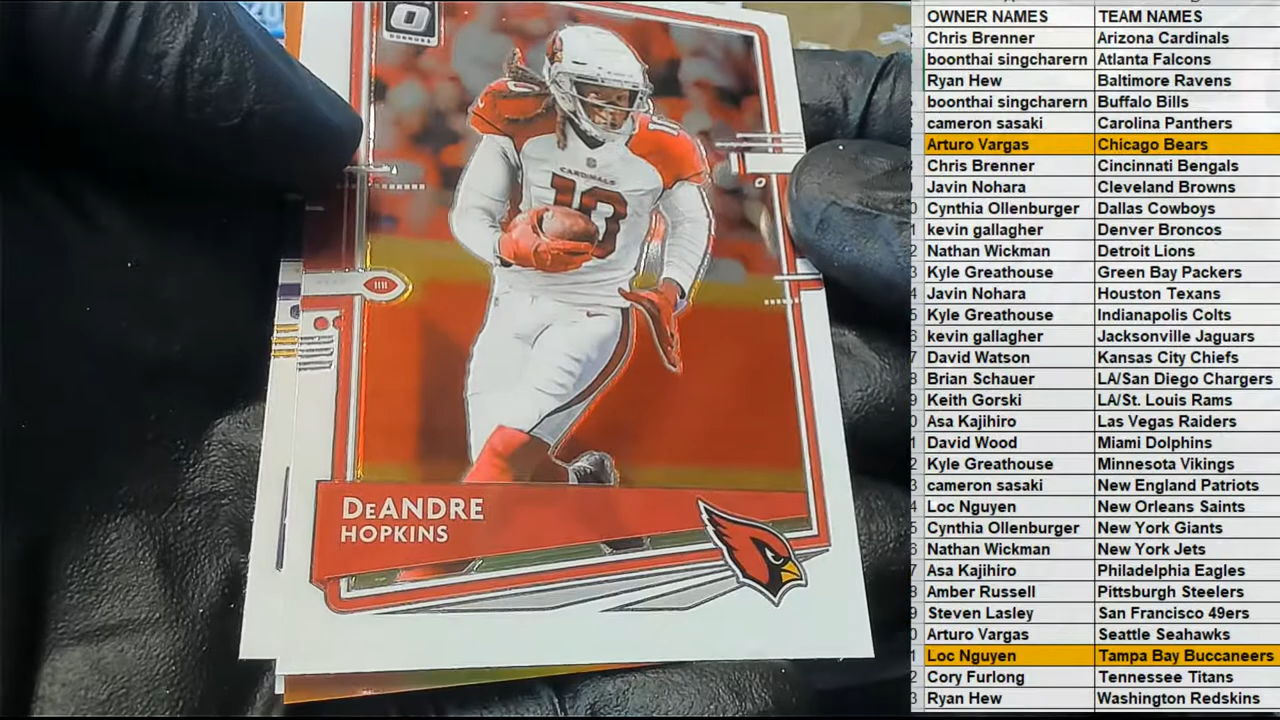 O
DONRUSS
CARDINALS
10
DeANDRE
HOPKINS
OWNER NAMES TEAM NAMES
Chris Brenner Arizona Cardinals
boonthai singcharern Atlanta Falcons
Ryan Hew Baltimore Ravens
boonthai singcharern Buffalo Bills
cameron sasaki Carolina Panthers
Arturo Vargas Chicago Bears
Chris Brenner Cincinnati Bengals
Javin Nohara Cleveland Browns
Cynthia Ollenburger Dallas Cowboys
kevin gallagher Denver Broncos
Nathan Wickman Detroit Lions
Kyle Greathouse Green Bay Packers
Javin Nohara Houston Texans
Kyle Greathouse Indianapolis Colts
kevin gallagher Jacksonville Jaguars
David Watson Kansas City Chiefs
Brian Schauer LA/San Diego Chargers
Keith Gorski LA/St. Louis Rams
Asa Kajihiro Las Vegas Raiders
David Wood Miami Dolphins
Kyle Greathouse Minnesota Vikings
cameron sasaki New England Patriots
Loc Nguyen New Orleans Saints
Cynthia Ollenburger New York Giants
Nathan Wickman New York Jets
Asa Kajihiro Philadelphia Eagles
Amber Russell Pittsburgh Steelers
Steven Lasley San Francisco 49ers
Arturo Vargas Seattle Seahawks
Loc Nguyen Tampa Bay Buccaneers
Cory Furlong Tennessee Titans
Ryan Hew Washington Redskins